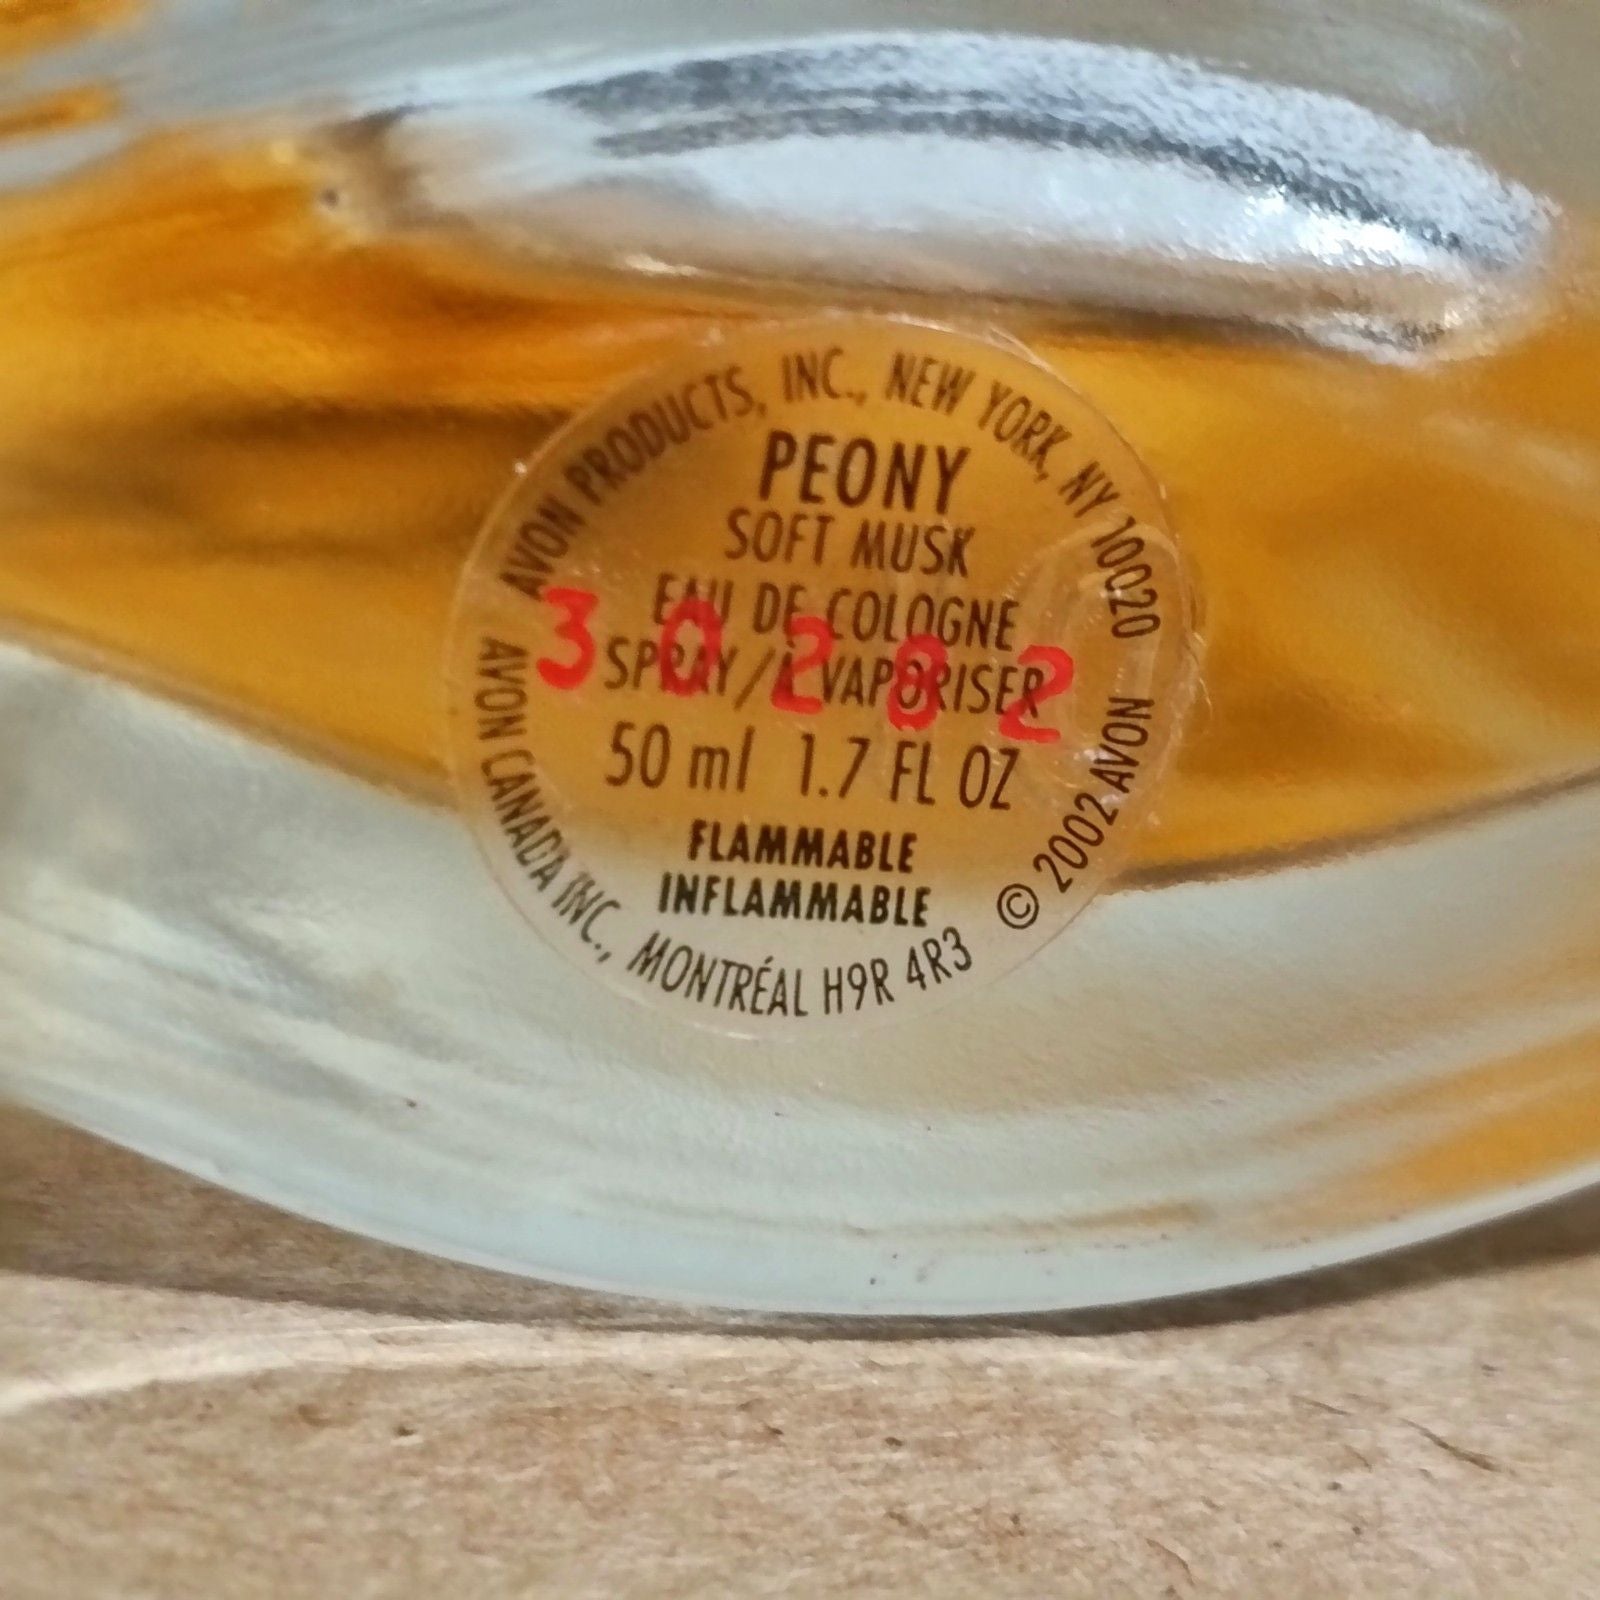 AVON PRODUCTS, INC., NEW YORK, NY 10020
PEONY
SOFT MUSK
EAU DE COLOGNE
SPRAY/À VAPORISER
30282
50 ml 1.7 FL OZ
FLAMMABLE
INFLAMMABLE
AVON CANADA INC., MONTRÉAL H9R 4R3
© 2002 AVON